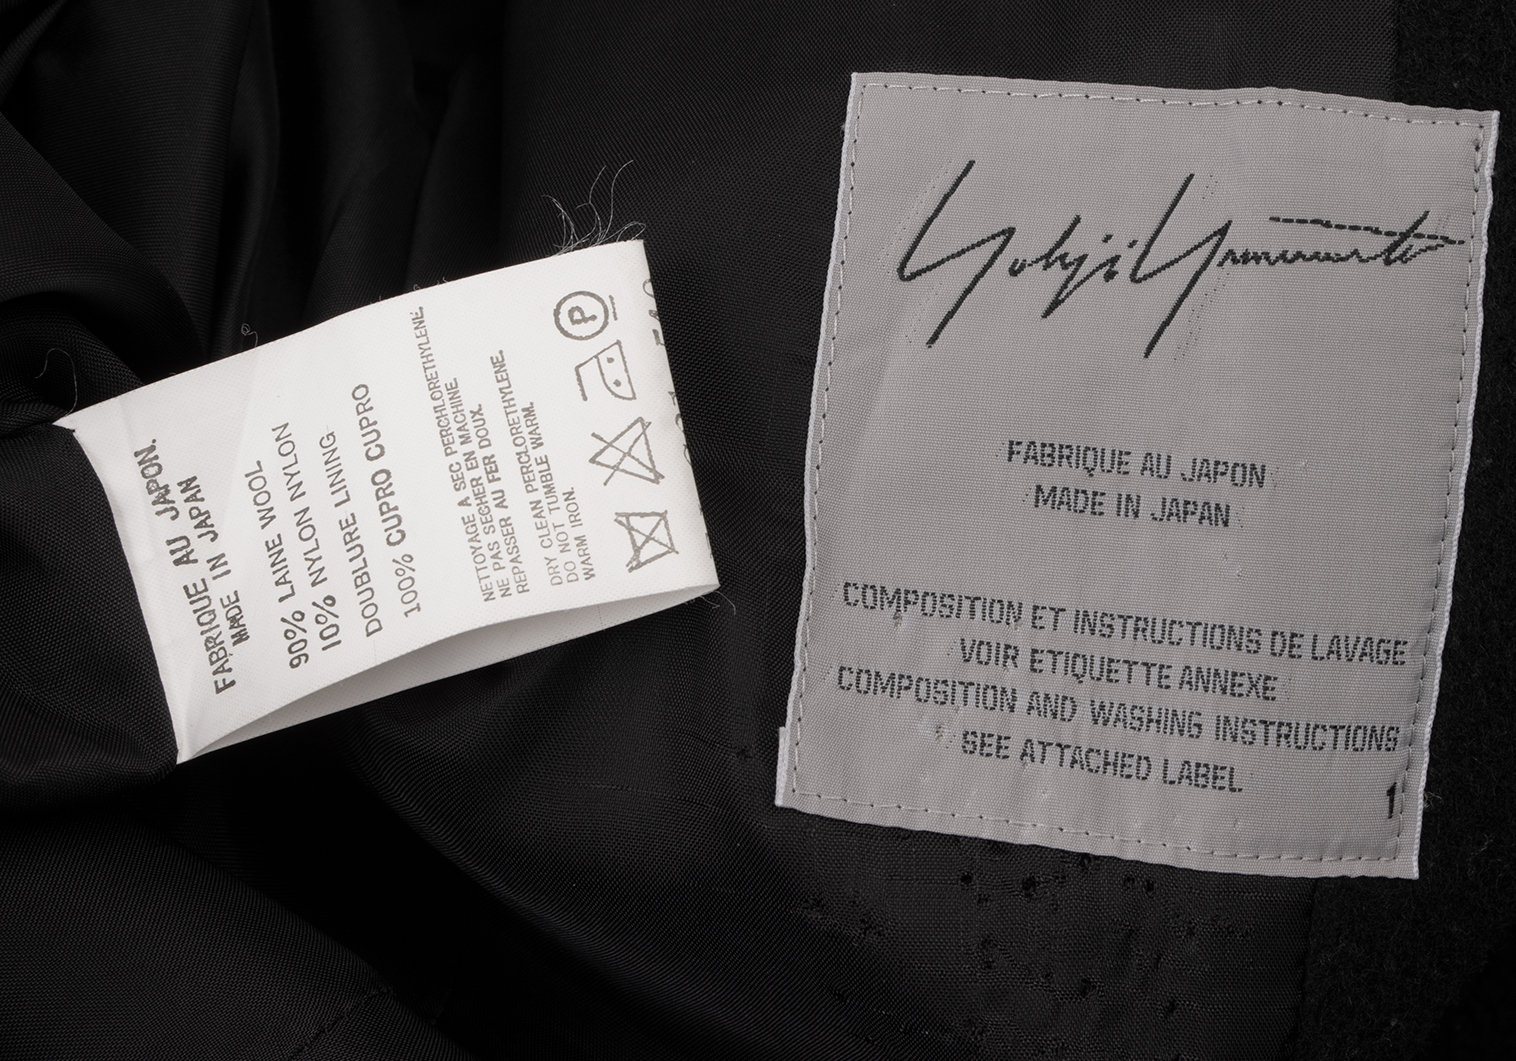 FABRIQUE AU JAPON.
MADE IN JAPAN
90% LAINE WOOL
10% NYLON NYLON
DOUBLURE LINING
100% CUPRO CUPRO
NETTOYAGE A SEC PERCHLORETHYLENE.
NE PAS SECHER EN MACHINE.
REPASSER AU FER DOUX.
DRY CLEAN PERCLORETHYLENE.
DO NOT TUMBLE WARM.
WARM IRON.
P
Yohji Yamamoto
FABRIQUE AU JAPON
MADE IN JAPAN
COMPOSITION ET INSTRUCTIONS DE LAVAGE
VOIR ETIQUETTE ANNEXE
COMPOSITION AND WASHING INSTRUCTIONS
SEE ATTACHED LABEL
1